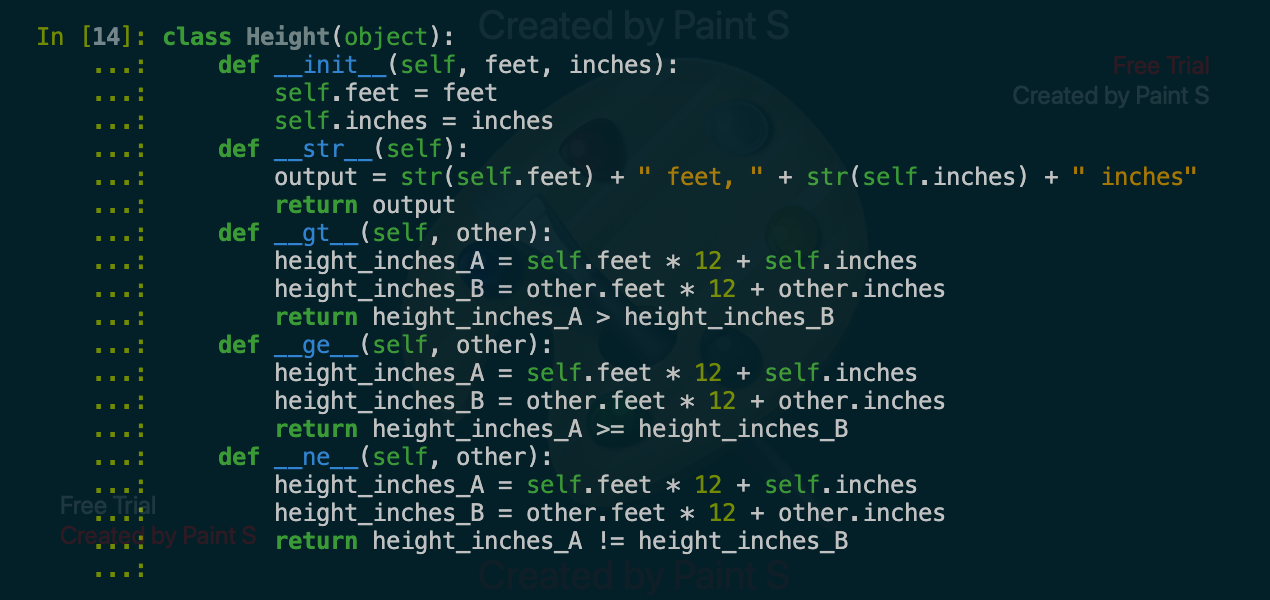 Created by Paint S
In [14]: class Height(object):
Free Trial
    ...:     def __init__(self, feet, inches):
    ...:         self.feet = feet
Created by Paint S
    ...:         self.inches = inches
    ...:     def __str__(self):
    ...:         output = str(self.feet) + " feet, " + str(self.inches) + " inches"
    ...:         return output
    ...:     def __gt__(self, other):
    ...:         height_inches_A = self.feet * 12 + self.inches
    ...:         height_inches_B = other.feet * 12 + other.inches
    ...:         return height_inches_A > height_inches_B
    ...:     def __ge__(self, other):
    ...:         height_inches_A = self.feet * 12 + self.inches
    ...:         height_inches_B = other.feet * 12 + other.inches
    ...:         return height_inches_A >= height_inches_B
    ...:     def __ne__(self, other):
    ...:         height_inches_A = self.feet * 12 + self.inches
Free Trial
    ...:         height_inches_B = other.feet * 12 + other.inches
Created by Paint S
    ...:         return height_inches_A != height_inches_B
    ...:
Created by Paint S